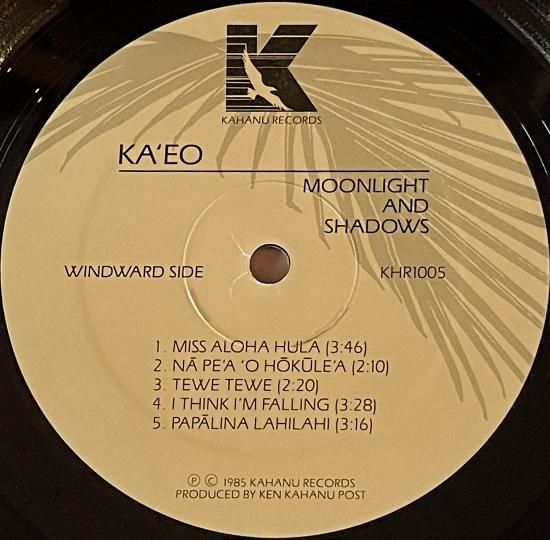 K
KAHANU RECORDS
KAʻEO
MOONLIGHT
AND
SHADOWS
WINDWARD SIDE
KHR1005
1. MISS ALOHA HULA (3:46)
2. NĀ PE'A 'O HŌKŪLE'A (2:10)
3. TEWE TEWE (2:20)
4. I THINK I'M FALLING (3:28)
5. PAPĀLINA LAHILAHI (3:16)
Ⓟ © 1985 KAHANU RECORDS
PRODUCED BY KEN KAHANU POST